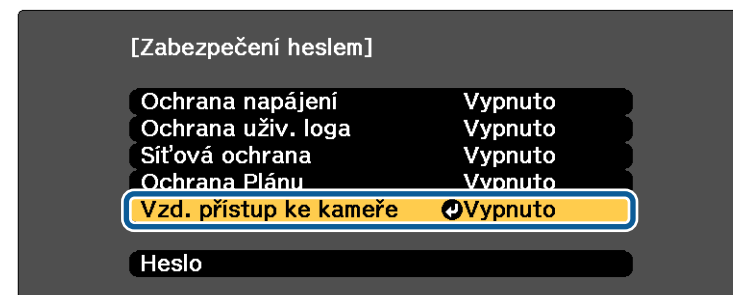 [Zabezpečení heslem]
Ochrana napájení Vypnuto
Ochrana uživ. loga Vypnuto
Síťová ochrana Vypnuto
Ochrana Plánu Vypnuto
Vzd. přístup ke kameře Vypnuto
Heslo